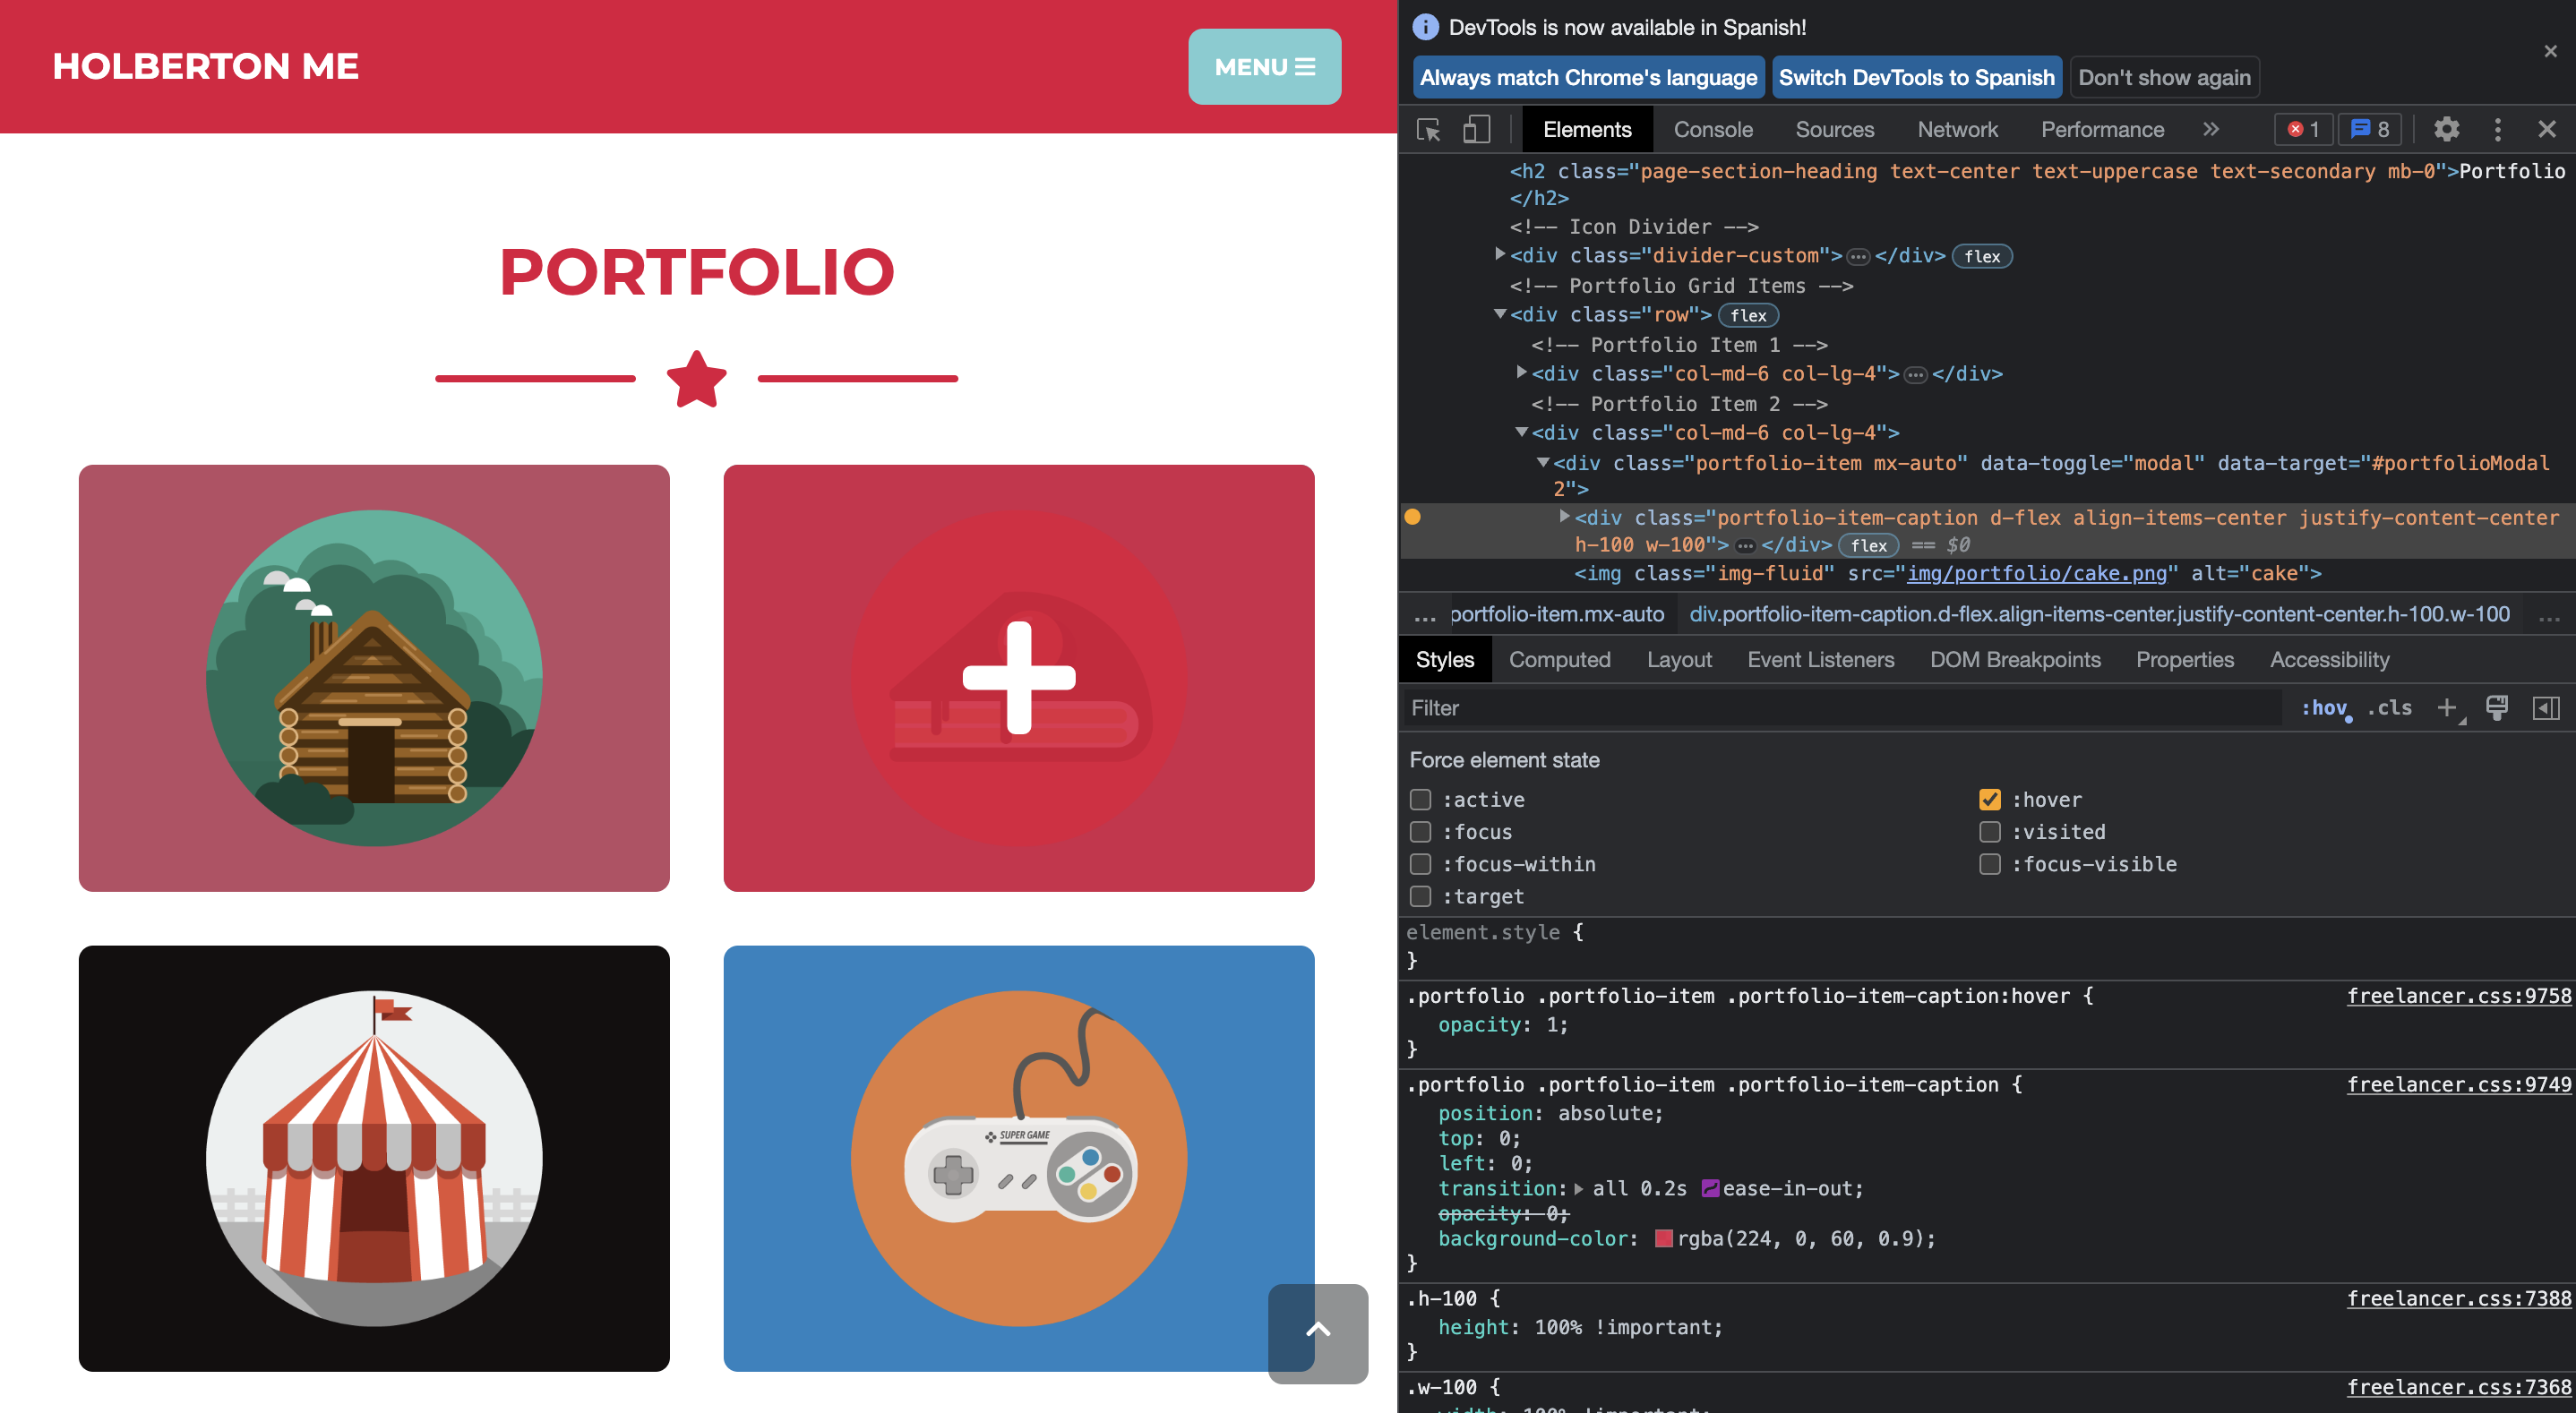 HOLBERTON ME
MENU
PORTFOLIO
SUPER GAME
DevTools is now available in Spanish!
Always match Chrome's language
Switch DevTools to Spanish
Don't show again
Elements
Console
Sources
Network
Performance
1
8
<h2 class="page-section-heading text-center text-uppercase text-secondary mb-0">Portfolio
</h2>
<!-- Icon Divider -->
<div class="divider-custom">…</div> flex
<!-- Portfolio Grid Items -->
<div class="row"> flex
<!-- Portfolio Item 1 -->
<div class="col-md-6 col-lg-4">…</div>
<!-- Portfolio Item 2 -->
<div class="col-md-6 col-lg-4">
<div class="portfolio-item mx-auto" data-toggle="modal" data-target="#portfolioModal
2">
<div class="portfolio-item-caption d-flex align-items-center justify-content-center
h-100 w-100">…</div> flex == $0
<img class="img-fluid" src="img/portfolio/cake.png" alt="cake">
… portfolio-item.mx-auto div.portfolio-item-caption.d-flex.align-items-center.justify-content-center.h-100.w-100 …
Styles
Computed
Layout
Event Listeners
DOM Breakpoints
Properties
Accessibility
Filter
:hov
.cls
Force element state
:active
:hover
:focus
:visited
:focus-within
:focus-visible
:target
element.style {
}
.portfolio .portfolio-item .portfolio-item-caption:hover { freelancer.css:9758
opacity: 1;
}
.portfolio .portfolio-item .portfolio-item-caption { freelancer.css:9749
position: absolute;
top: 0;
left: 0;
transition: all 0.2s ease-in-out;
opacity: 0;
background-color: rgba(224, 0, 60, 0.9);
}
.h-100 { freelancer.css:7388
height: 100% !important;
}
.w-100 { freelancer.css:7368
width: 100% !important;